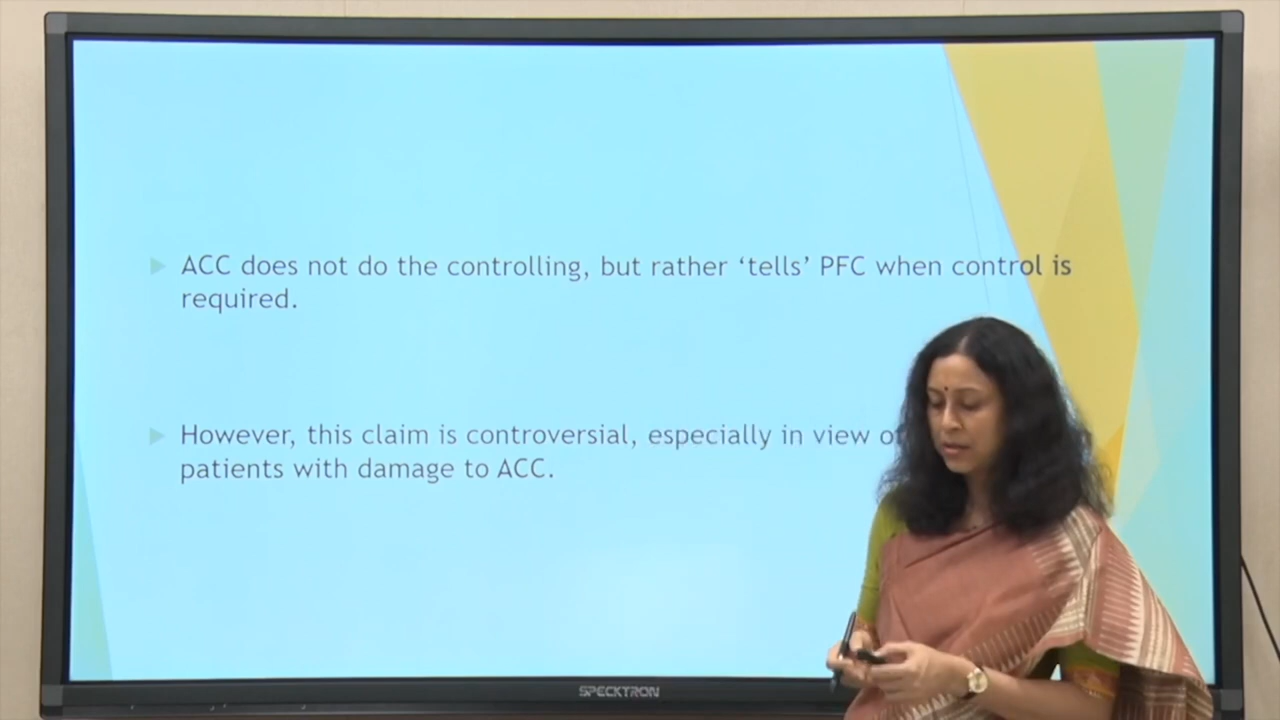 ACC does not do the controlling, but rather ‘tells’ PFC when control is
required.
However, this claim is controversial, especially in view
patients with damage to ACC.
SPECKTRON